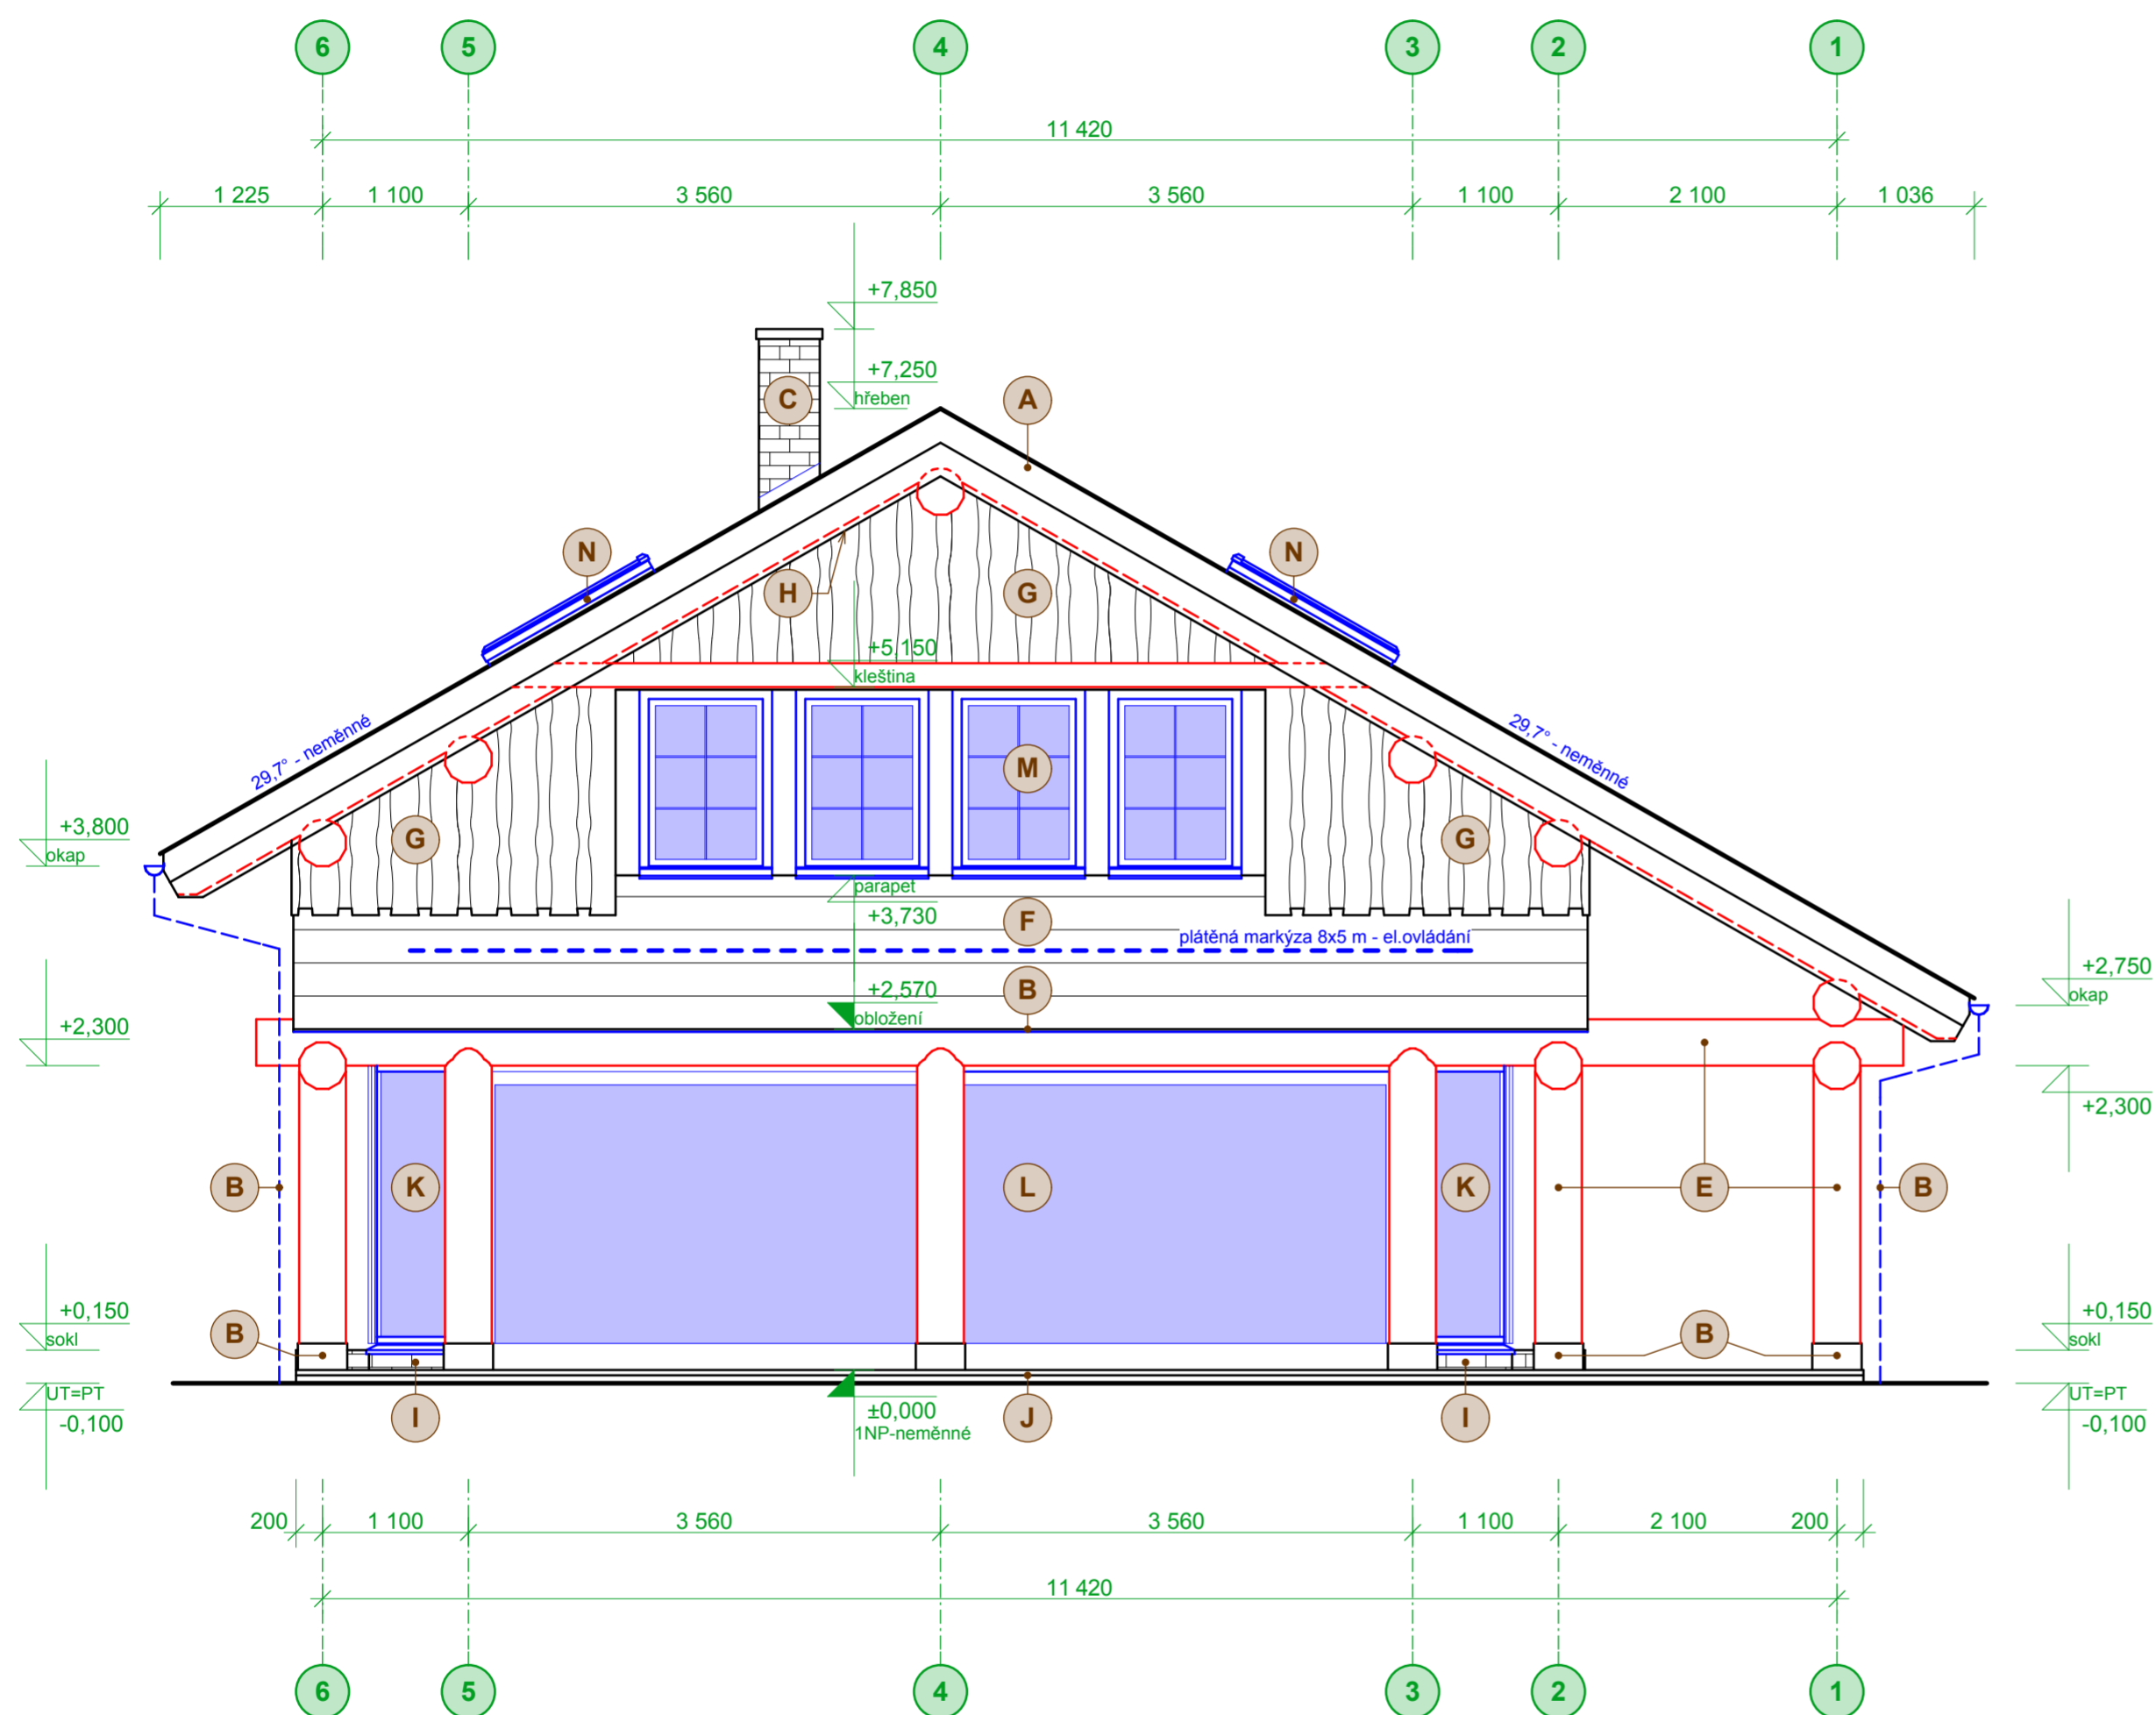 6 5 4 3 2 1
11 420
1 225 1 100 3 560 3 560 1 100 2 100 1 036
+7,850
+7,250
hřeben
C A
N N
H G
+5,150
kleština
29,7° - neměnné 29,7° - neměnné
M
+3,800
okap
G G
parapet
+3,730
F
plátěná markýza 8x5 m - el.ovládání
+2,750
okap
B
+2,570
obložení
+2,300
+2,300
B K L K E B
+0,150
sokl
B B
+0,150
sokl
UT=PT
-0,100
I
±0,000
1NP-neměnné
J I
UT=PT
-0,100
200 1 100 3 560 3 560 1 100 2 100 200
11 420
6 5 4 3 2 1